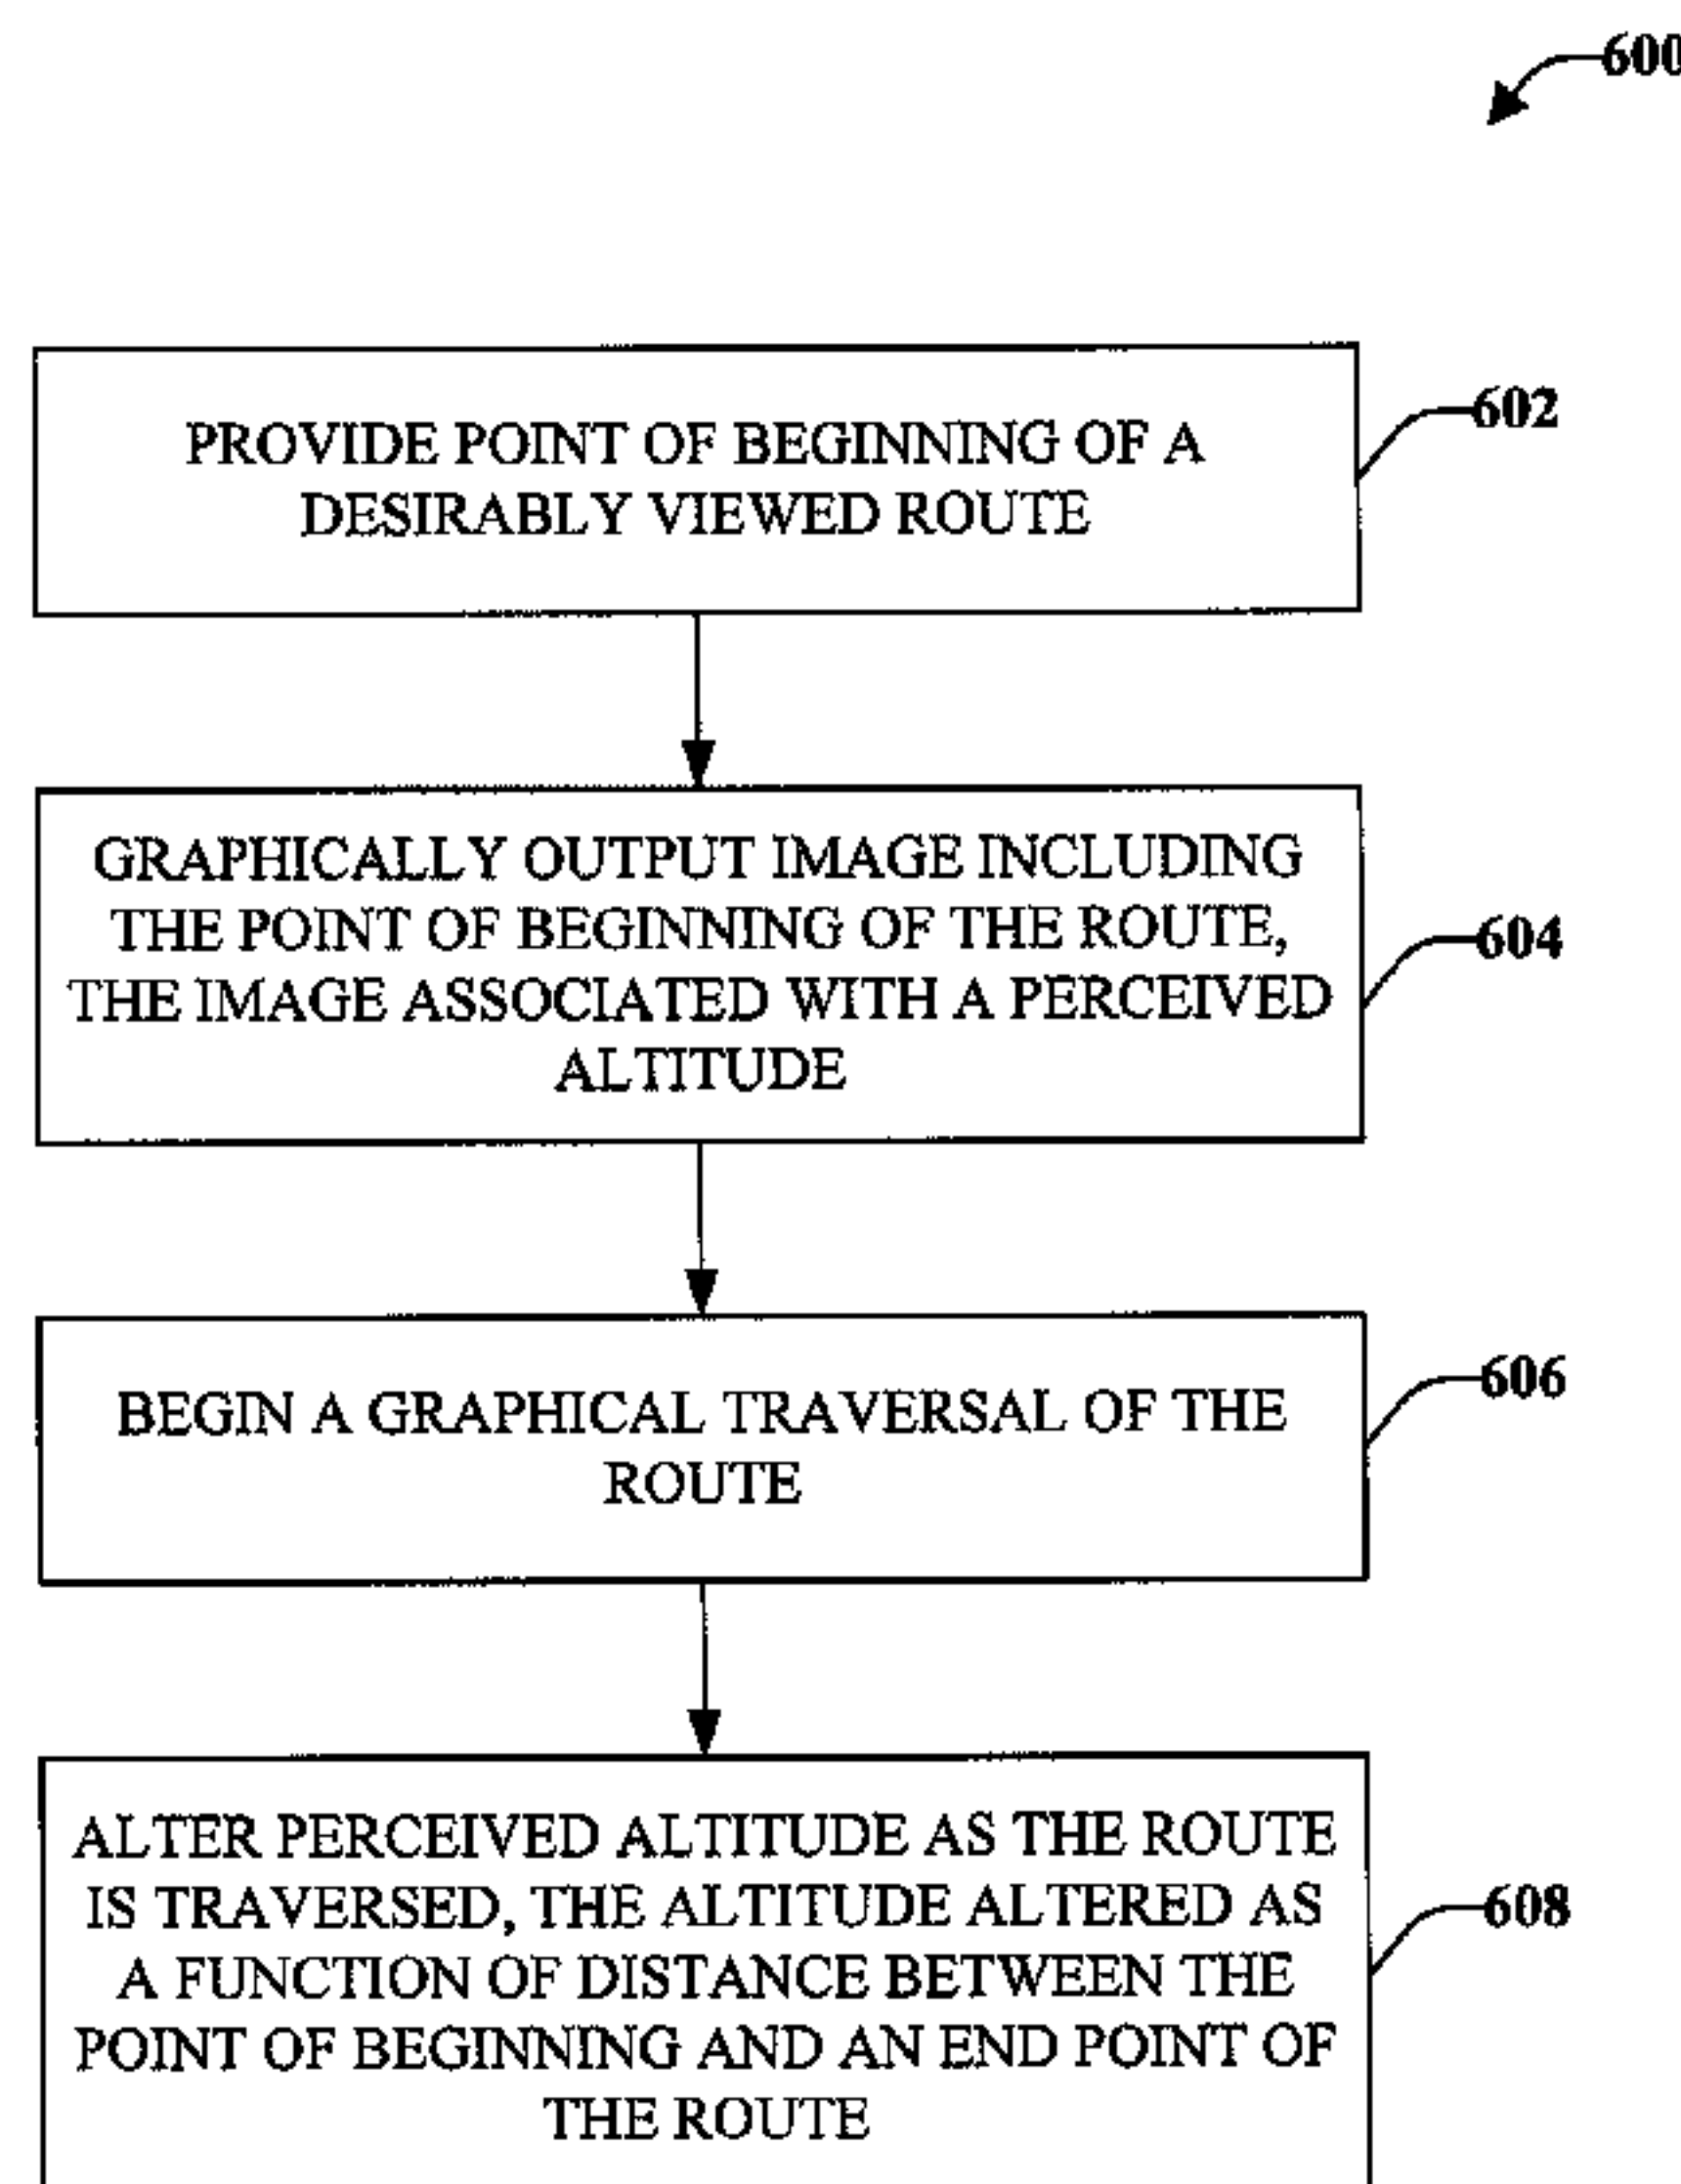 600
PROVIDE POINT OF BEGINNING OF A
DESIRABLY VIEWED ROUTE
602
GRAPHICALLY OUTPUT IMAGE INCLUDING
THE POINT OF BEGINNING OF THE ROUTE,
THE IMAGE ASSOCIATED WITH A PERCEIVED
ALTITUDE
604
BEGIN A GRAPHICAL TRAVERSAL OF THE
ROUTE
606
ALTER PERCEIVED ALTITUDE AS THE ROUTE
IS TRAVERSED, THE ALTITUDE ALTERED AS
A FUNCTION OF DISTANCE BETWEEN THE
POINT OF BEGINNING AND AN END POINT OF
THE ROUTE
608